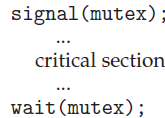 signal(mutex);
...
critical section
...
wait(mutex);